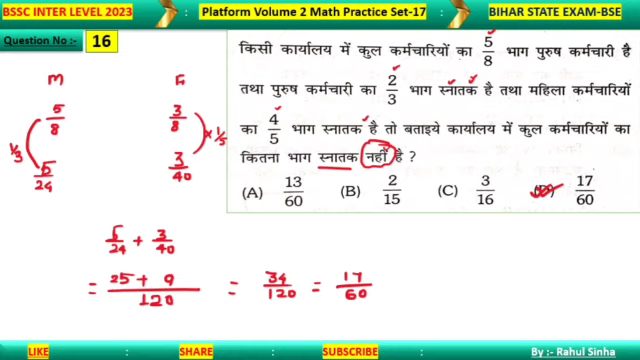 BSSC INTER LEVEL 2023 Platform Volume 2 Math Practice Set-17 BIHAR STATE EXAM-BSE
Question No :- 16
किसी कार्यालय में कुल कर्मचारियों का 5/8 भाग पुरुष कर्मचारी है
तथा पुरुष कर्मचारी का 2/3 भाग स्नातक है तथा महिला कर्मचारियों
का 4/5 भाग स्नातक है तो बताइये कार्यालय में कुल कर्मचारियों का
कितना भाग स्नातक नहीं है ?
(A) 13/60 (B) 2/15 (C) 3/16 (D) 17/60
M F
5/8 3/8
1/3 × 1/5
5/24 3/40
5/24 + 3/40
= 25 + 9/120 = 34/120 = 17/60
LIKE SHARE SUBSCRIBE By :- Rahul Sinha